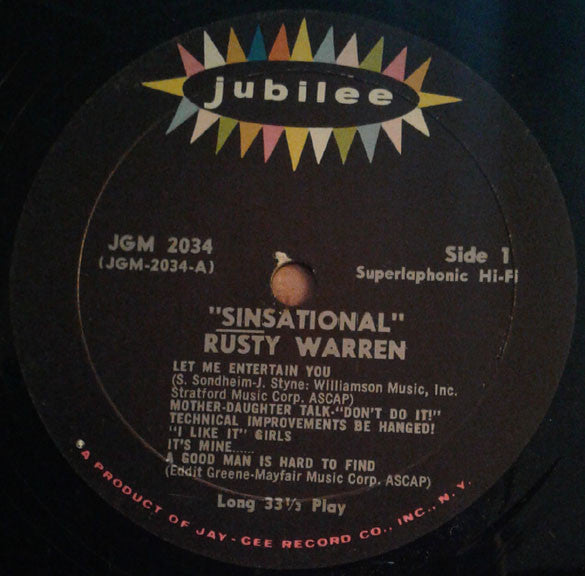 jubilee
JGM 2034
(JGM-2034-A)
Side 1
Superlaphonic Hi-Fi
"SINSATIONAL"
RUSTY WARREN
LET ME ENTERTAIN YOU
(S. Sondheim-J. Styne: Williamson Music, Inc.
Stratford Music Corp. ASCAP)
MOTHER-DAUGHTER TALK-"DON'T DO IT!"
TECHNICAL IMPROVEMENTS BE HANGED!
"I LIKE IT" GIRLS
IT'S MINE......
A GOOD MAN IS HARD TO FIND
(Eddit Greene-Mayfair Music Corp. ASCAP)
Long 33⅓ Play
A PRODUCT OF JAY-GEE RECORD CO., INC., N.Y.